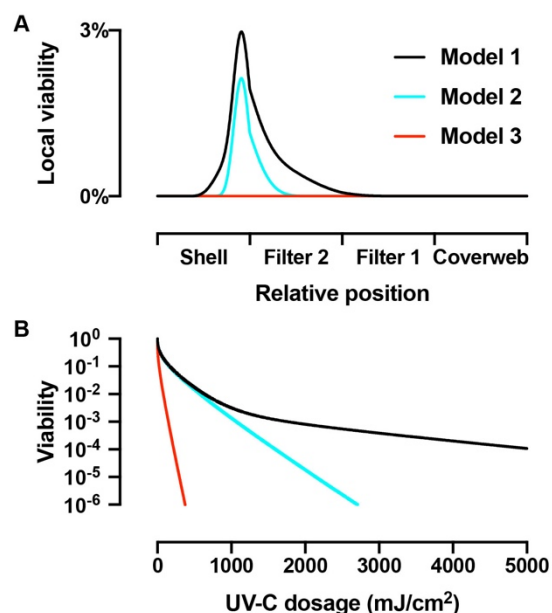 A
3%
Local viability
0%
Model 1
Model 2
Model 3
Shell Filter 2 Filter 1 Coverweb
Relative position
B
10⁰
10⁻¹
10⁻²
10⁻³
10⁻⁴
10⁻⁵
10⁻⁶
Viability
0 1000 2000 3000 4000 5000
UV-C dosage (mJ/cm²)